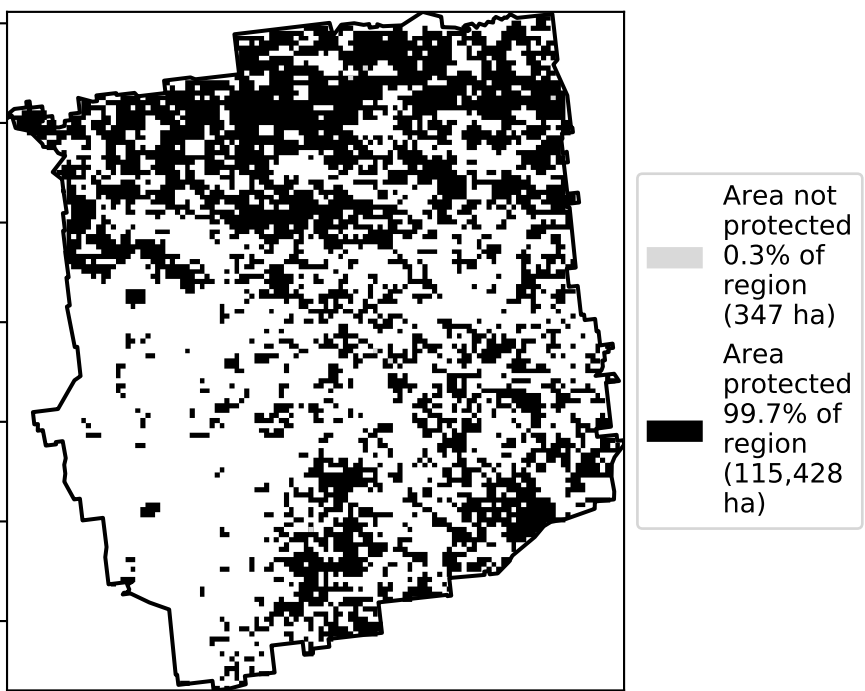 Area not
protected
0.3% of
region
(347 ha)
Area
protected
99.7% of
region
(115,428
ha)